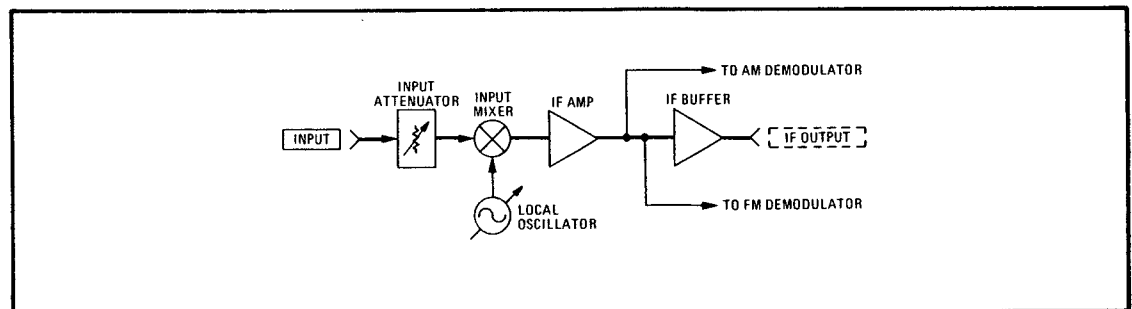 TO AM DEMODULATOR
INPUT
ATTENUATOR
INPUT
MIXER
IF AMP
IF BUFFER
INPUT
IF OUTPUT
LOCAL
OSCILLATOR
TO FM DEMODULATOR